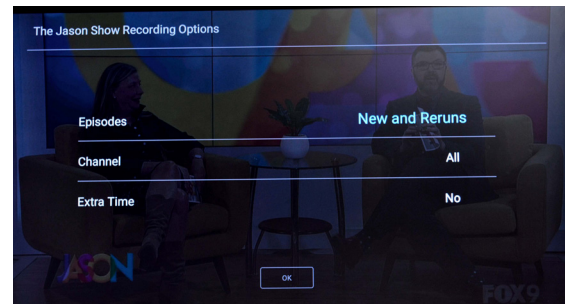 The Jason Show Recording Options
Episodes New and Reruns
Channel All
Extra Time No
JASON
OK
FOX9